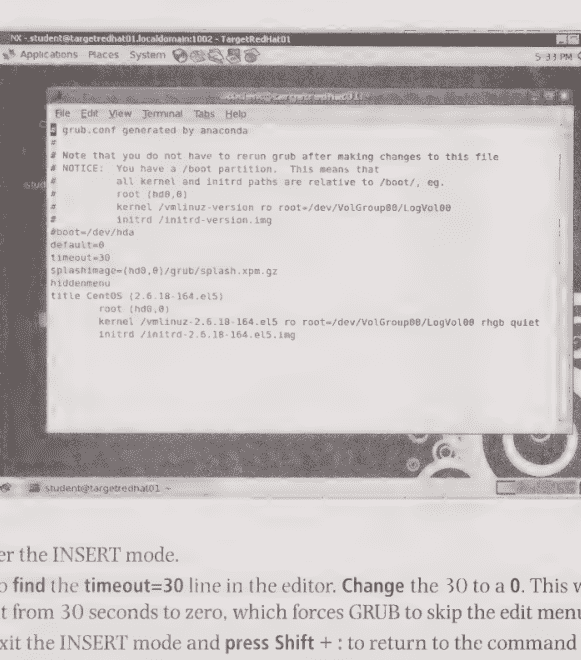 NX - student@targetredhat01.localdomain:1002 - TargetRedHat01
Applications Places System
5:33 PM
File Edit View Terminal Tabs Help
# grub.conf generated by anaconda
#
# Note that you do not have to rerun grub after making changes to this file
# NOTICE: You have a /boot partition. This means that
# all kernel and initrd paths are relative to /boot/, eg.
# root (hd0,0)
# kernel /vmlinuz-version ro root=/dev/VolGroup00/LogVol00
# initrd /initrd-version.img
#boot=/dev/hda
default=0
timeout=30
splashimage=(hd0,0)/grub/splash.xpm.gz
hiddenmenu
title CentOS (2.6.18-164.el5)
root (hd0,0)
kernel /vmlinuz-2.6.18-164.el5 ro root=/dev/VolGroup00/LogVol00 rhgb quiet
initrd /initrd-2.6.18-164.el5.img
stud
student@targetredhat01:~
er the INSERT mode.
o find the timeout=30 line in the editor. Change the 30 to a 0. This w
t from 30 seconds to zero, which forces GRUB to skip the edit menu
xit the INSERT mode and press Shift + : to return to the command